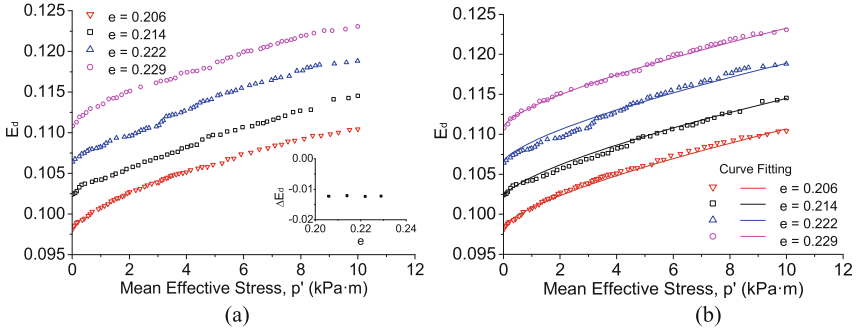 e = 0.206
e = 0.214
e = 0.222
e = 0.229
0.125
0.120
0.115
0.110
0.105
0.100
0.095
E_d
0 2 4 6 8 10 12
Mean Effective Stress, p' (kPa·m)
0.00
-0.01
-0.02
ΔE_d
0.20 0.22 0.24
e
(a)
0.125
0.120
0.115
0.110
0.105
0.100
0.095
E_d
Curve Fitting
e = 0.206
e = 0.214
e = 0.222
e = 0.229
0 2 4 6 8 10 12
Mean Effective Stress, p' (kPa·m)
(b)